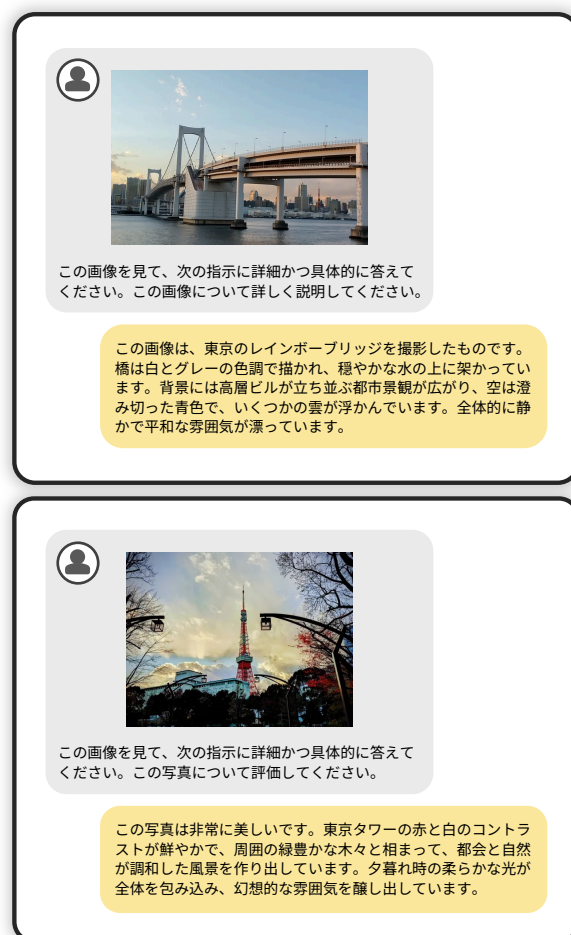 この画像を見て、次の指示に詳細かつ具体的に答えて
ください。この画像について詳しく説明してください。
この画像は、東京のレインボーブリッジを撮影したものです。
橋は白とグレーの色調で描かれ、穏やかな水の上に架かってい
ます。背景には高層ビルが立ち並ぶ都市景観が広がり、空は澄
み切った青色で、いくつかの雲が浮かんでいます。全体的に静
かで平和な雰囲気が漂っています。
この画像を見て、次の指示に詳細かつ具体的に答えて
ください。この写真について評価してください。
この写真は非常に美しいです。東京タワーの赤と白のコントラ
ストが鮮やかで、周囲の緑豊かな木々と相まって、都会と自然
が調和した風景を作り出しています。夕暮れ時の柔らかな光が
全体を包み込み、幻想的な雰囲気を醸し出しています。